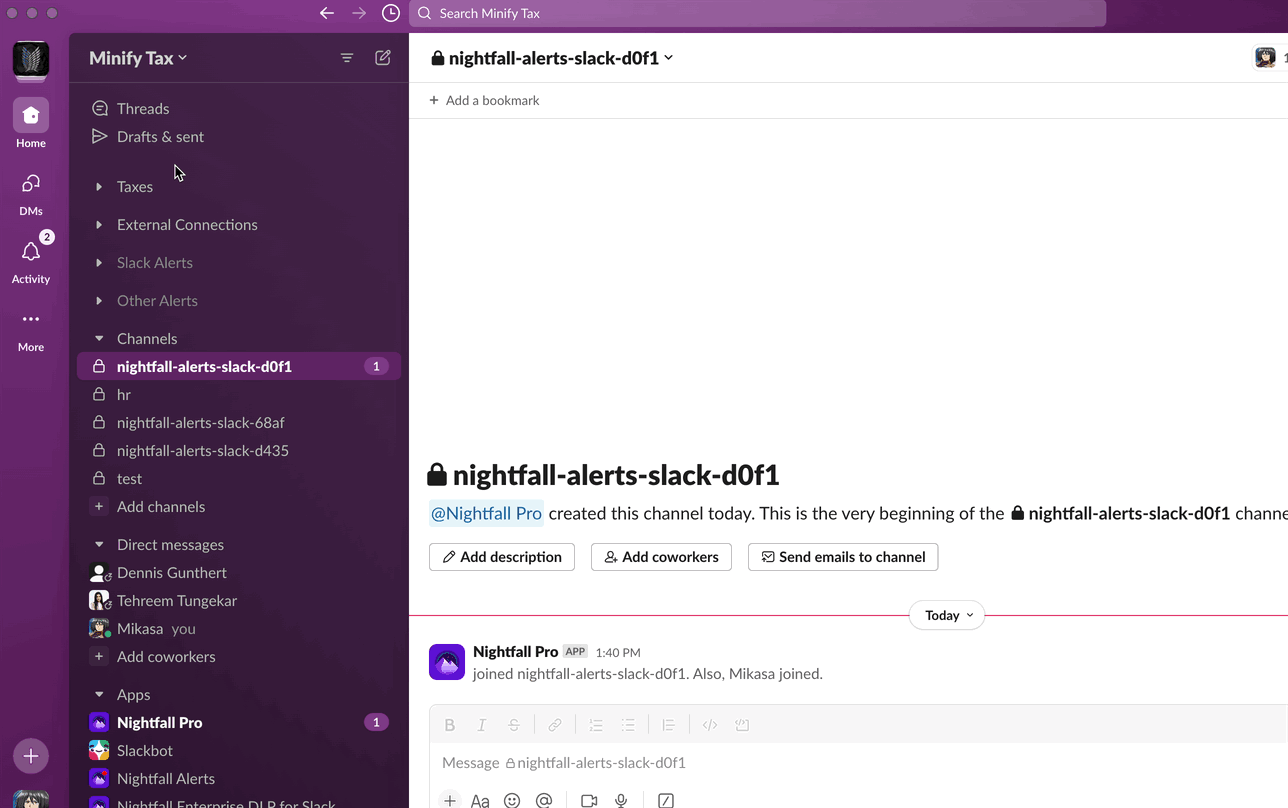 Search Minify Tax
Minify Tax
nightfall-alerts-slack-d0f1
1
Add a bookmark
Home
DMs
2
Activity
More
Threads
Drafts & sent
Taxes
External Connections
Slack Alerts
Other Alerts
Channels
nightfall-alerts-slack-d0f1 1
hr
nightfall-alerts-slack-68af
nightfall-alerts-slack-d435
test
+ Add channels
Direct messages
Dennis Gunthert
Tehreem Tungekar
Mikasa you
+ Add coworkers
Apps
Nightfall Pro 1
Slackbot
Nightfall Alerts
Nightfall Enterprise DLP for Slack
nightfall-alerts-slack-d0f1
@Nightfall Pro created this channel today. This is the very beginning of the nightfall-alerts-slack-d0f1 channe
Add description Add coworkers Send emails to channel
Today
Nightfall Pro APP 1:40 PM
joined nightfall-alerts-slack-d0f1. Also, Mikasa joined.
B I S
Message nightfall-alerts-slack-d0f1
+ Aa @